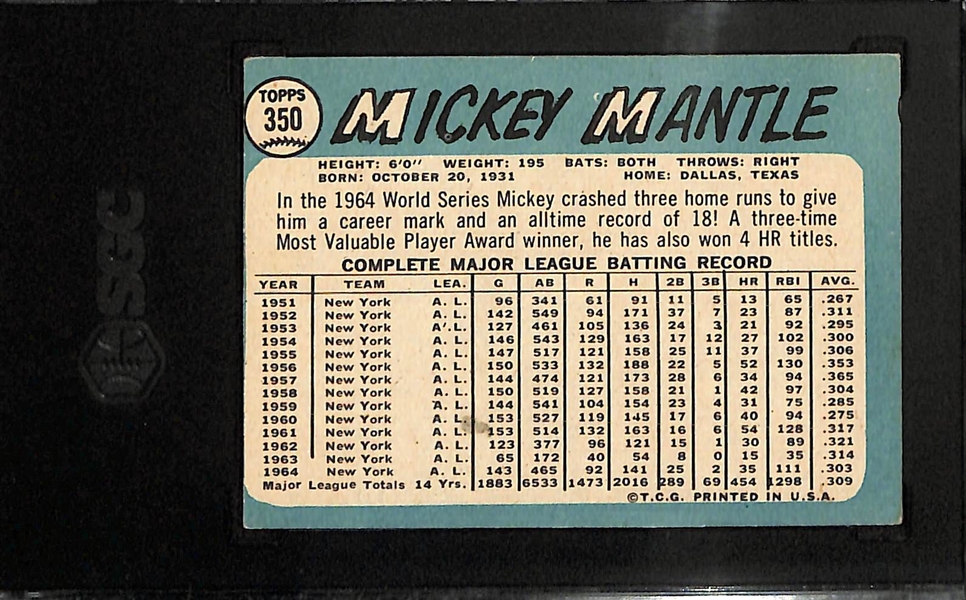 TOPPS
350
MICKEY MANTLE
HEIGHT: 6'0" WEIGHT: 195 BATS: BOTH THROWS: RIGHT
BORN: OCTOBER 20, 1931 HOME: DALLAS, TEXAS
In the 1964 World Series Mickey crashed three home runs to give
him a career mark and an alltime record of 18! A three-time
Most Valuable Player Award winner, he has also won 4 HR titles.
COMPLETE MAJOR LEAGUE BATTING RECORD
YEAR TEAM LEA. G AB R H 2B 3B HR RBI AVG.
1951 New York A. L. 96 341 61 91 11 5 13 65 .267
1952 New York A. L. 142 549 94 171 37 7 23 87 .311
1953 New York A. L. 127 461 105 136 24 3 21 92 .295
1954 New York A. L. 146 543 129 163 17 12 27 102 .300
1955 New York A. L. 147 517 121 158 25 11 37 99 .306
1956 New York A. L. 150 533 132 188 22 5 52 130 .353
1957 New York A. L. 144 474 121 173 28 6 34 94 .365
1958 New York A. L. 150 519 127 158 21 1 42 97 .304
1959 New York A. L. 144 541 104 154 23 4 31 75 .285
1960 New York A. L. 153 527 119 145 17 6 40 94 .275
1961 New York A. L. 153 514 132 163 16 6 54 128 .317
1962 New York A. L. 123 377 96 121 15 1 30 89 .321
1963 New York A. L. 65 172 40 54 8 0 15 35 .314
1964 New York A. L. 143 465 92 141 25 2 35 111 .303
Major League Totals 14 Yrs. 1883 6533 1473 2016 289 69 454 1298 .309
©T.C.G. PRINTED IN U.S.A.
SGC